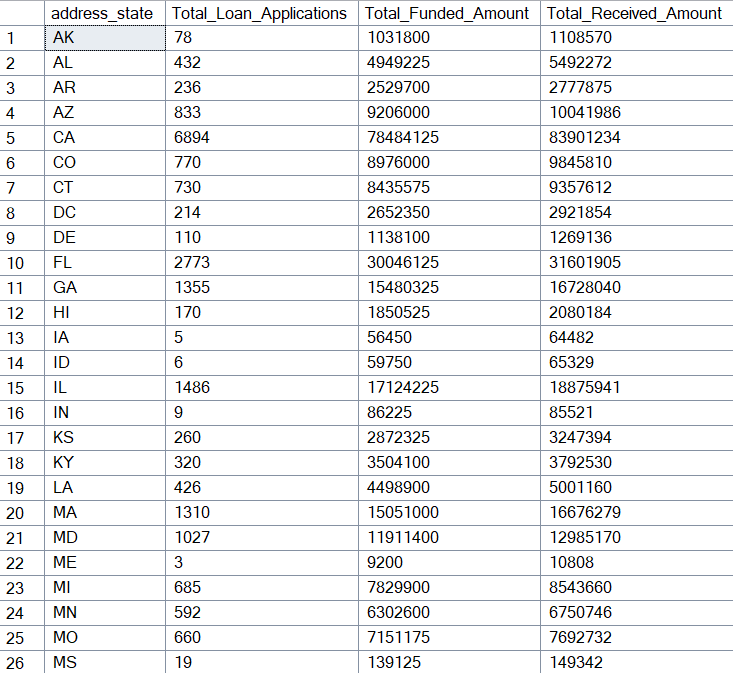 address_state Total_Loan_Applications Total_Funded_Amount Total_Received_Amount
1 AK 78 1031800 1108570
2 AL 432 4949225 5492272
3 AR 236 2529700 2777875
4 AZ 833 9206000 10041986
5 CA 6894 78484125 83901234
6 CO 770 8976000 9845810
7 CT 730 8435575 9357612
8 DC 214 2652350 2921854
9 DE 110 1138100 1269136
10 FL 2773 30046125 31601905
11 GA 1355 15480325 16728040
12 HI 170 1850525 2080184
13 IA 5 56450 64482
14 ID 6 59750 65329
15 IL 1486 17124225 18875941
16 IN 9 86225 85521
17 KS 260 2872325 3247394
18 KY 320 3504100 3792530
19 LA 426 4498900 5001160
20 MA 1310 15051000 16676279
21 MD 1027 11911400 12985170
22 ME 3 9200 10808
23 MI 685 7829900 8543660
24 MN 592 6302600 6750746
25 MO 660 7151175 7692732
26 MS 19 139125 149342